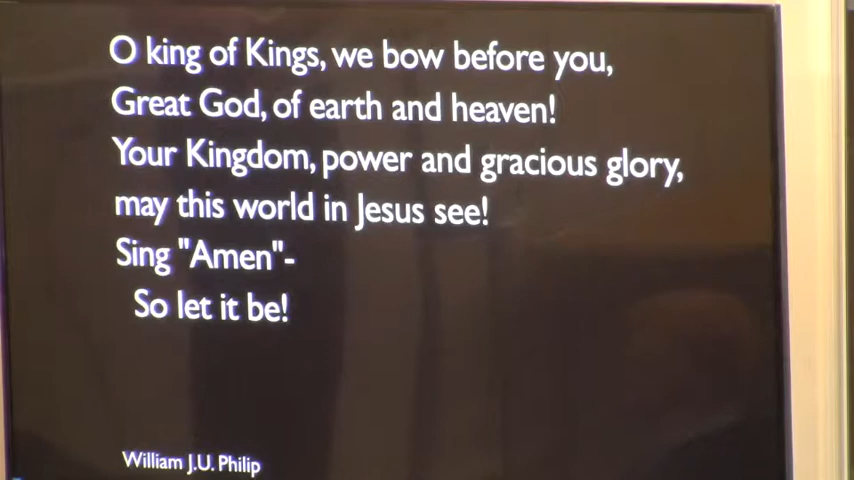 O king of Kings, we bow before you,
Great God, of earth and heaven!
Your Kingdom, power and gracious glory,
may this world in Jesus see!
Sing "Amen"-
So let it be!
William J.U. Philip